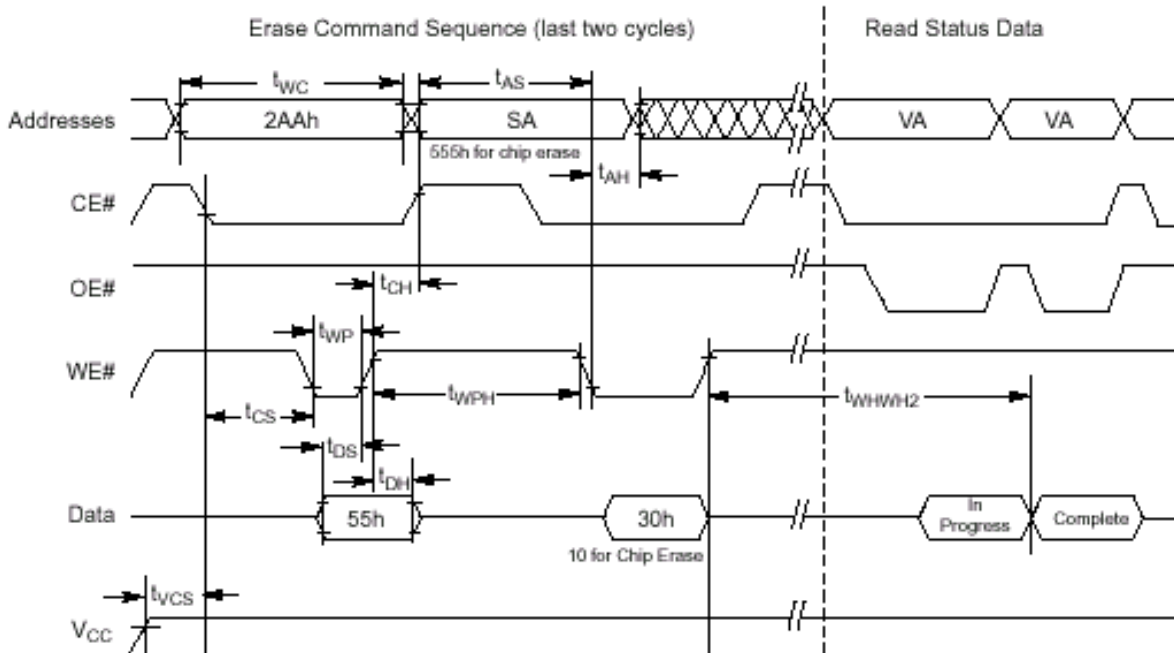 Erase Command Sequence (last two cycles) Read Status Data
tWC tAS
Addresses 2AAh SA VA VA
555h for chip erase
tAH
CE#
OE# tCH
tWP
WE#
tWPH tWHWH2
tCS
tDS
tDH
Data 55h 30h In Progress Complete
10 for Chip Erase
tVCS
VCC